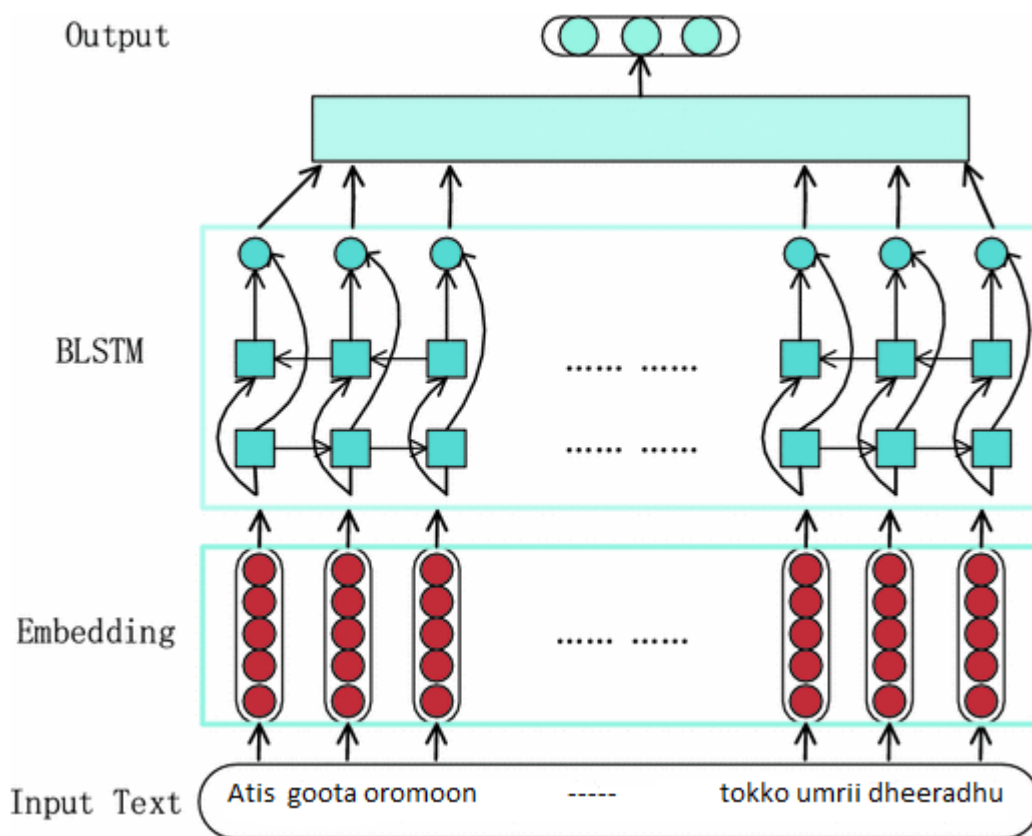 Output
BLSTM
...... ......
...... ......
Embedding
...... ......
Input Text
Atis goota oromoon ----- tokko umrii dheeradhu